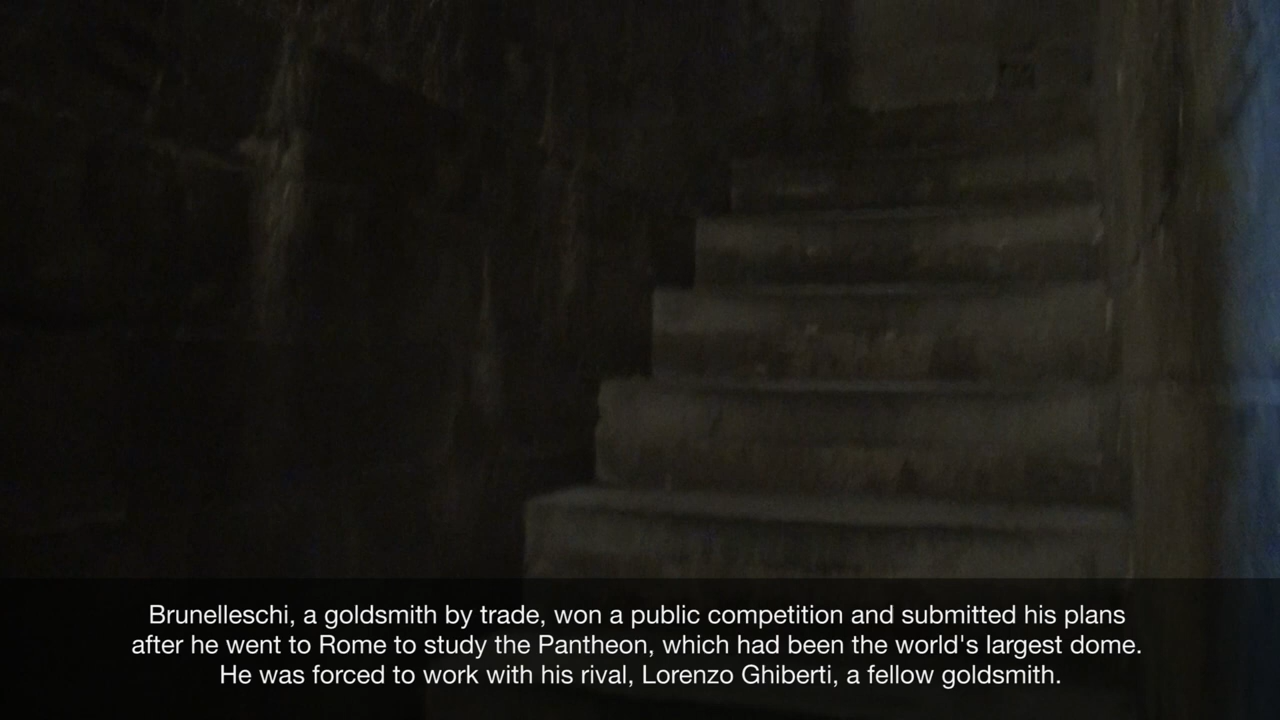 Brunelleschi, a goldsmith by trade, won a public competition and submitted his plans
after he went to Rome to study the Pantheon, which had been the world's largest dome.
He was forced to work with his rival, Lorenzo Ghiberti, a fellow goldsmith.